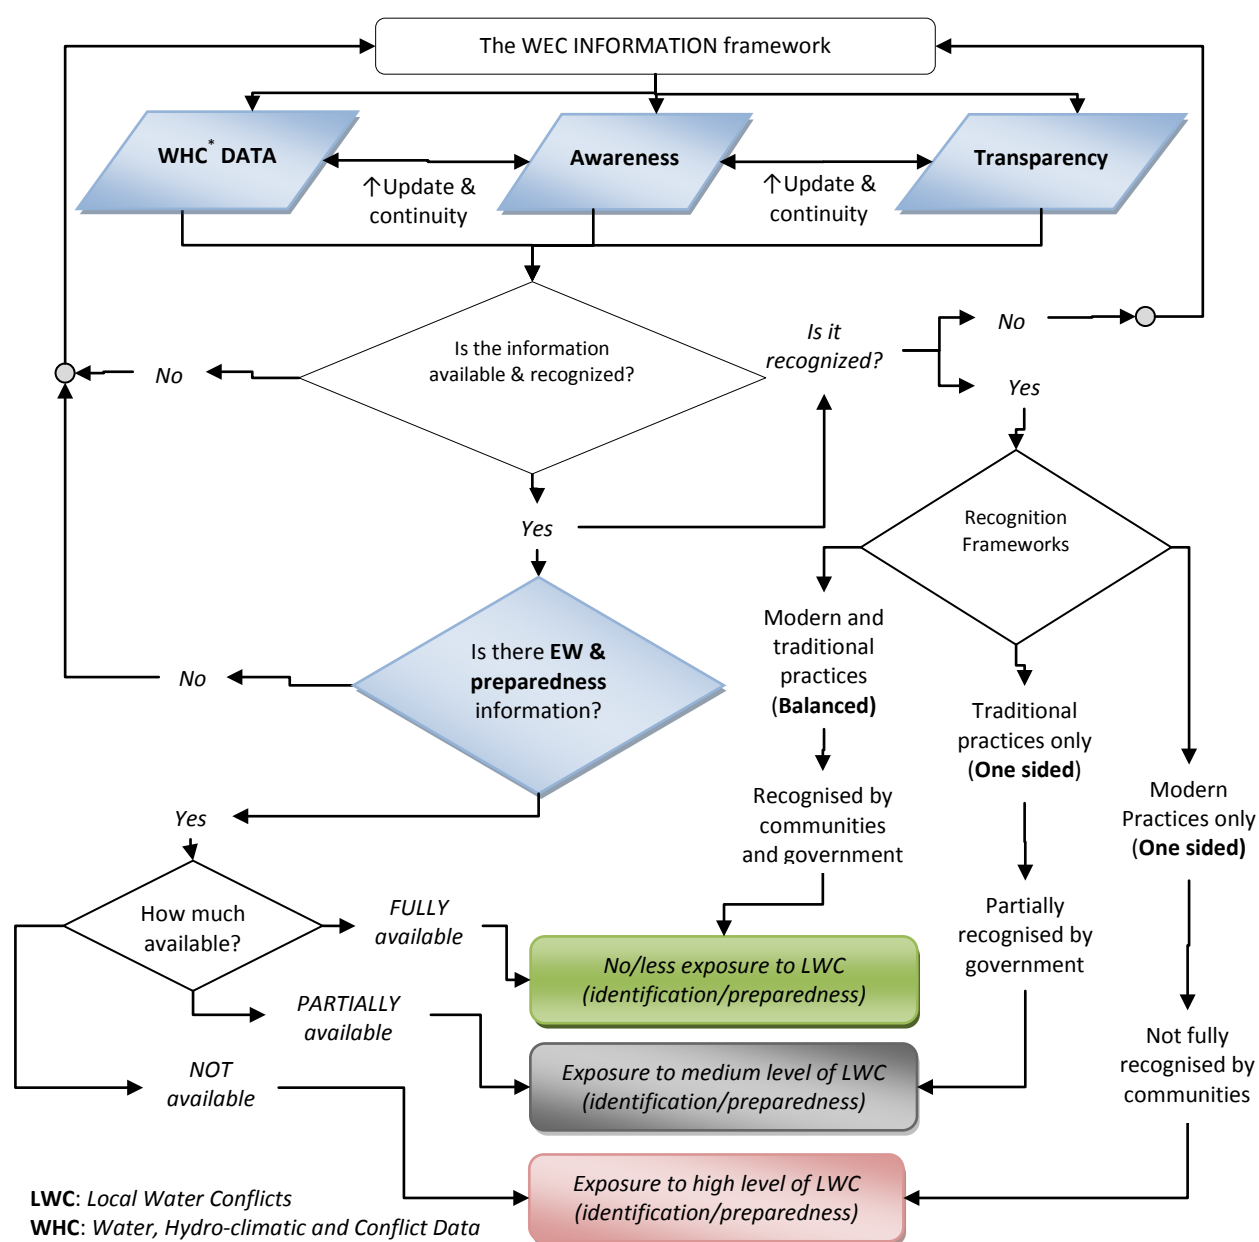 The WEC INFORMATION framework
WHC* DATA
Awareness
Transparency
↑Update &
continuity
↑Update &
continuity
Is the information
available & recognized?
No
Is it
recognized?
No
Yes
Yes
Recognition
Frameworks
Is there EW &
preparedness
information?
No
Modern and
traditional
practices
(Balanced)
Traditional
practices only
(One sided)
Modern
Practices only
(One sided)
Yes
Recognised by
communities
and government
How much
available?
FULLY
available
Partially
recognised by
government
No/less exposure to LWC
(identification/preparedness)
PARTIALLY
available
Not fully
recognised by
communities
NOT
available
Exposure to medium level of LWC
(identification/preparedness)
Exposure to high level of LWC
(identification/preparedness)
LWC: Local Water Conflicts
WHC: Water, Hydro-climatic and Conflict Data